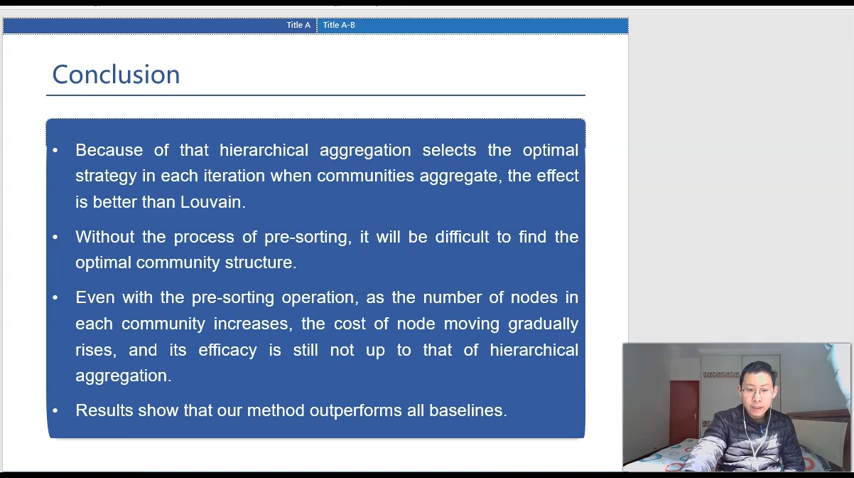 Title A
Title A-B
Conclusion
• Because of that hierarchical aggregation selects the optimal
strategy in each iteration when communities aggregate, the effect
is better than Louvain.
• Without the process of pre-sorting, it will be difficult to find the
optimal community structure.
• Even with the pre-sorting operation, as the number of nodes in
each community increases, the cost of node moving gradually
rises, and its efficacy is still not up to that of hierarchical
aggregation.
• Results show that our method outperforms all baselines.